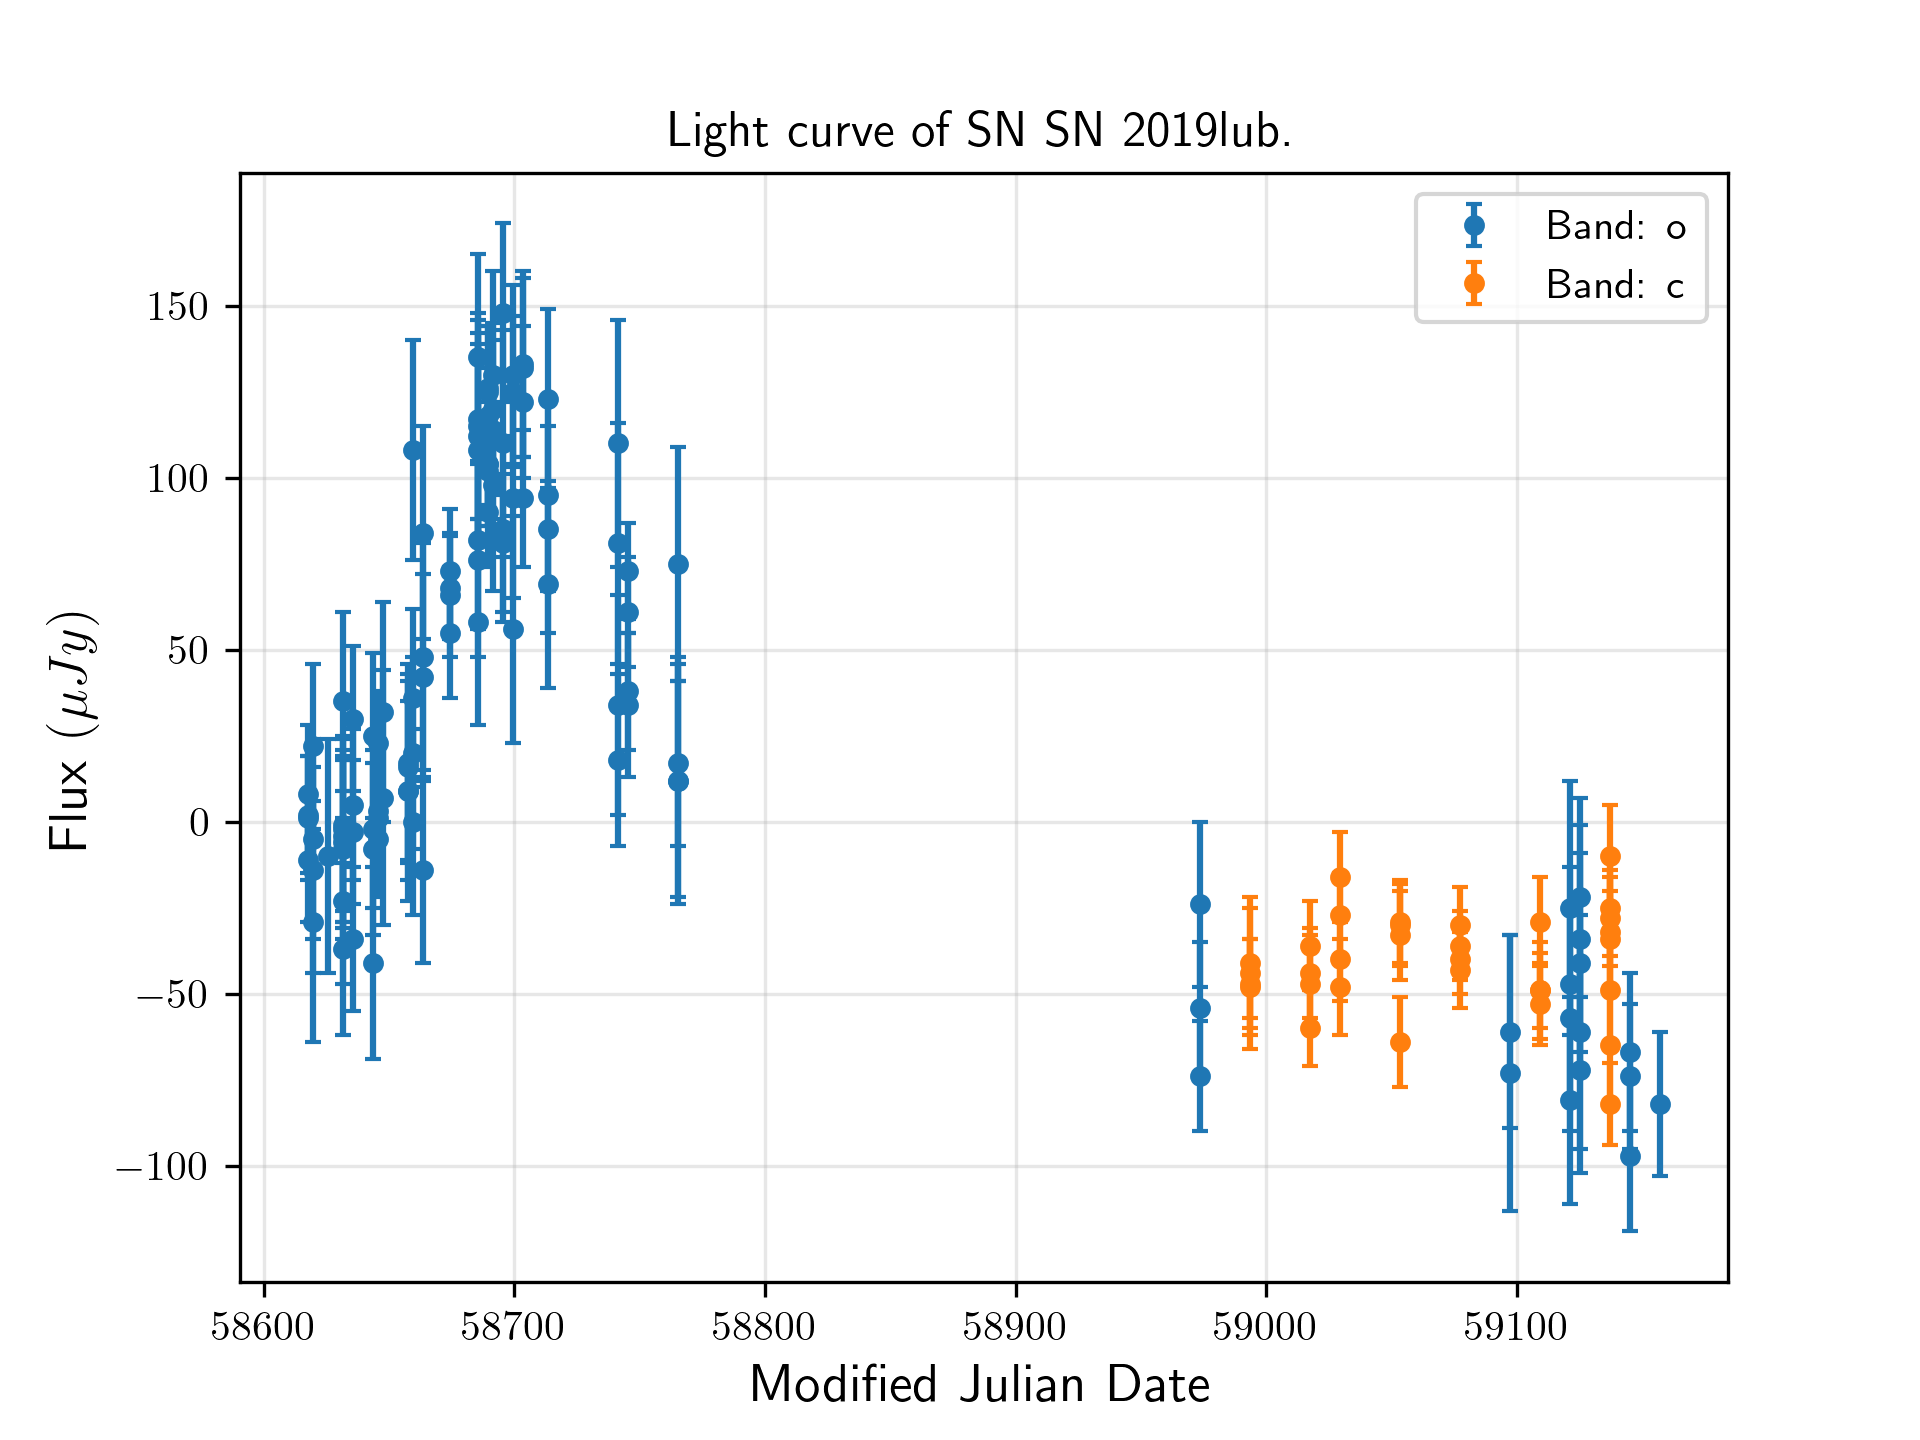 Light curve of SN SN 2019lub.
Band: o
Band: c
Flux (μJy)
150
100
50
0
−50
−100
58600 58700 58800 58900 59000 59100
Modified Julian Date